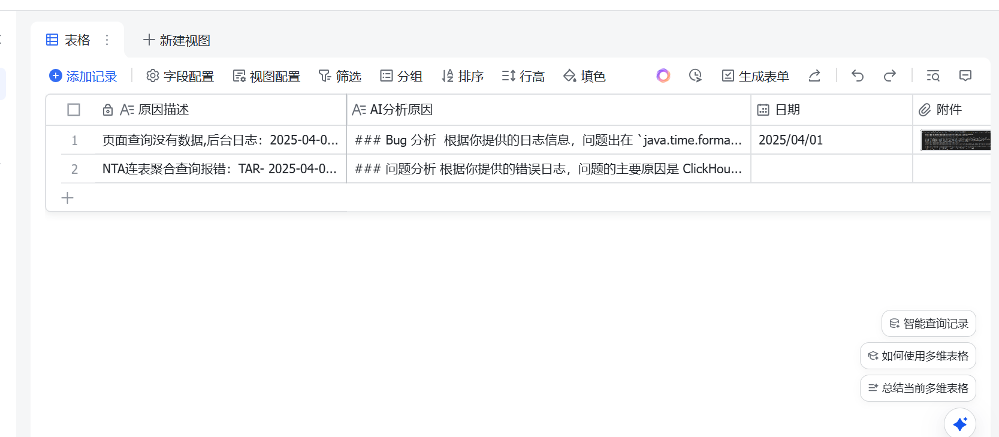 表格 新建视图
添加记录 字段配置 视图配置 筛选 分组 排序 行高 填色 生成表单
原因描述 AI分析原因 日期 附件
1 页面查询没有数据,后台日志：2025-04-0... ### Bug 分析 根据你提供的日志信息，问题出在 `java.time.forma... 2025/04/01
2 NTA连表聚合查询报错：TAR- 2025-04-0... ### 问题分析 根据你提供的错误日志，问题的主要原因是 ClickHou...
智能查询记录
如何使用多维表格
总结当前多维表格